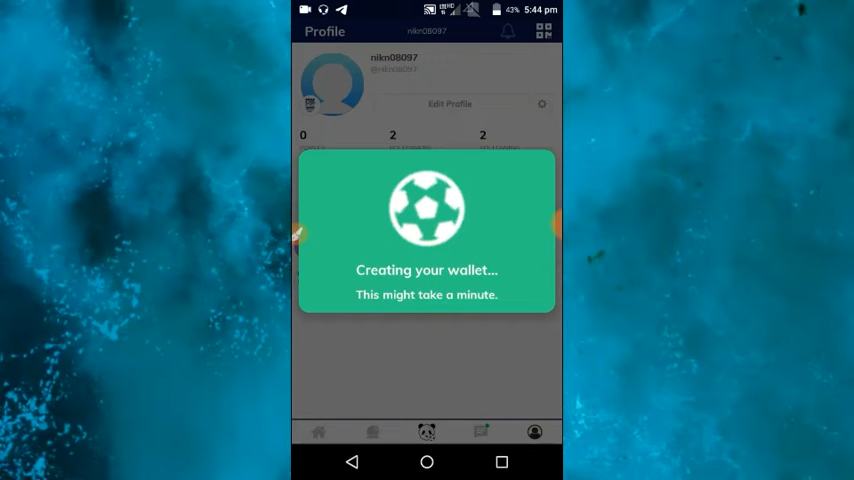 43% 5:44 pm
Profile nikn08097
nikn08097
@nikn08097
Edit Profile
0 2 2
Creating your wallet...
This might take a minute.